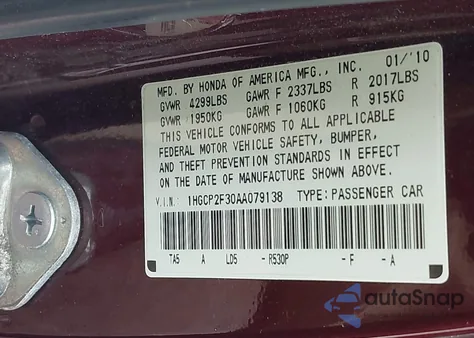 MFD. BY HONDA OF AMERICA MFG., INC. 01/'10
GVWR 4299LBS GAWR F 2337LBS R 2017LBS
GVWR 1950KG GAWR F 1060KG R 915KG
THIS VEHICLE CONFORMS TO ALL APPLICABLE
FEDERAL MOTOR VEHICLE SAFETY, BUMPER,
AND THEFT PREVENTION STANDARDS IN EFFECT
ON THE DATE OF MANUFACTURE SHOWN ABOVE.
V.I.N.: 1HGCP2F30AA079138 TYPE: PASSENGER CAR
TA5 A LD5 - R530P - F - A
autoSnap